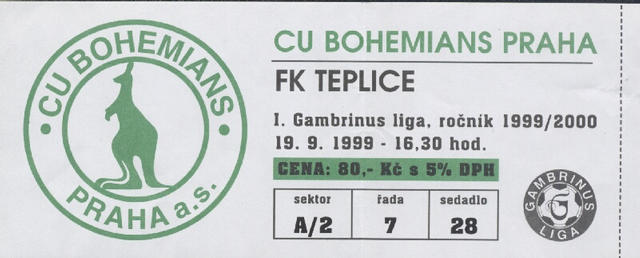 CU BOHEMIANS
PRAHA a.s.
CU BOHEMIANS PRAHA
FK TEPLICE
I. Gambrinus liga, ročník 1999/2000
19. 9. 1999 - 16,30 hod.
CENA: 80,- Kč s 5% DPH
sektor řada sedadlo
A/2 7 28
GAMBRINUS
G
LIGA